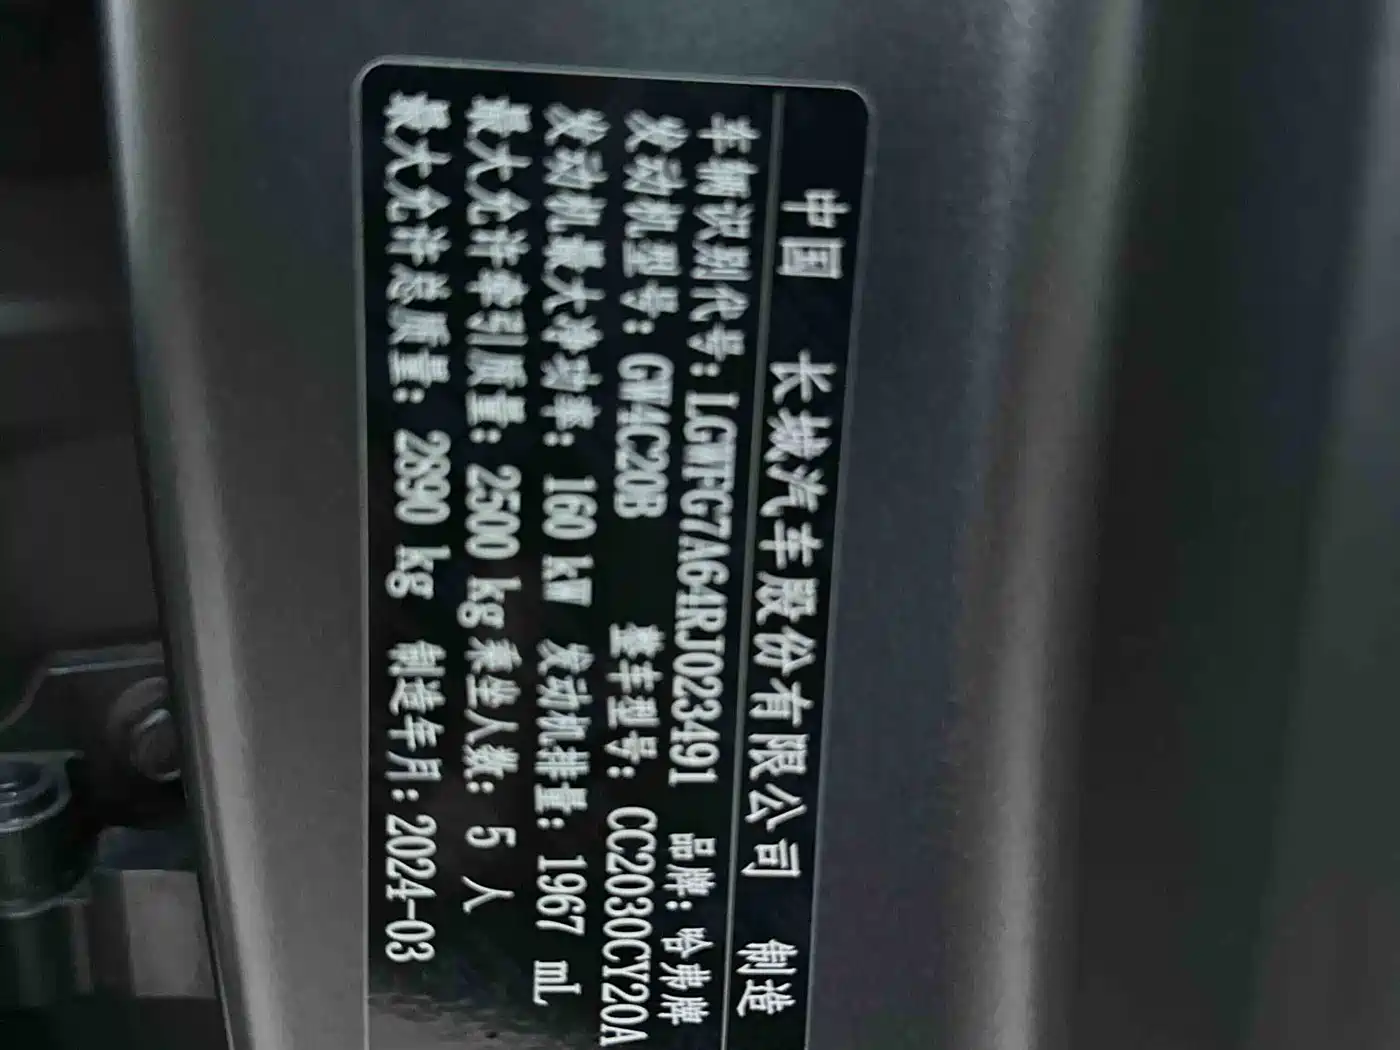 中国 长城汽车股份有限公司 制造
车辆识别代号: LGWFG7A64RJ023491 品牌: 哈弗牌
发动机型号: GW4C20B 整车型号: CC2030CY20A
发动机最大净功率: 160 kW 发动机排量: 1967 mL
最大允许牵引质量: 2500 kg 乘坐人数: 5 人
最大允许总质量: 2890 kg 制造年月: 2024-03